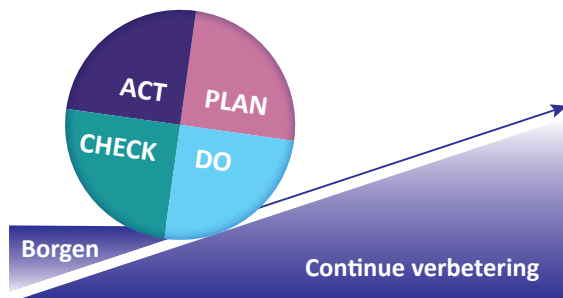 ACT
PLAN
CHECK
DO
Borgen
Continue verbetering